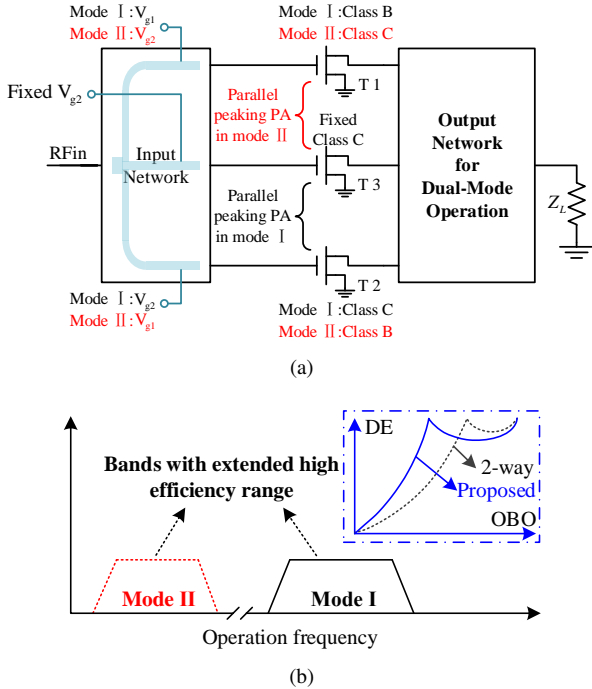 Mode Ⅰ:Vg1
Mode Ⅱ:Vg2
Mode Ⅰ:Class B
Mode Ⅱ:Class C
Fixed Vg2
RFin
Input
Network
Parallel
peaking PA
in mode Ⅱ
T 1
Fixed
Class C
T 3
Parallel
peaking PA
in mode Ⅰ
T 2
Output
Network
for
Dual-Mode
Operation
ZL
Mode Ⅰ:Vg2
Mode Ⅱ:Vg1
Mode Ⅰ:Class C
Mode Ⅱ:Class B
(a)
DE
2-way
Proposed
OBO
Bands with extended high
efficiency range
Mode II
Mode I
Operation frequency
(b)